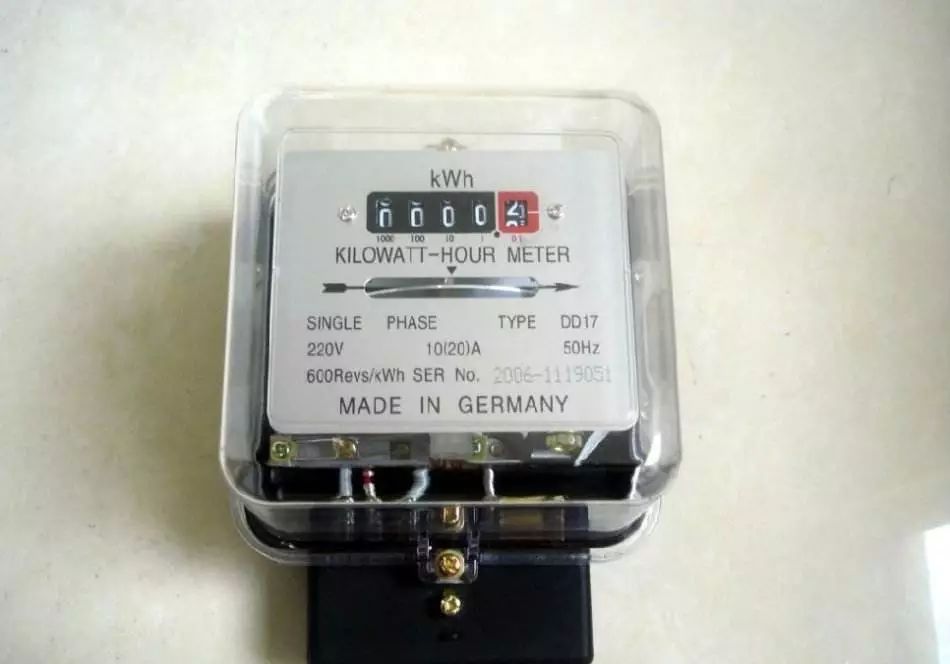 kWh
0 0 0 0 2
1000 100 10 1 0.1
KILOWATT-HOUR METER
SINGLE PHASE TYPE DD17
220V 10(20)A 50Hz
600Revs/kWh SER No. 2006-1119051
MADE IN GERMANY